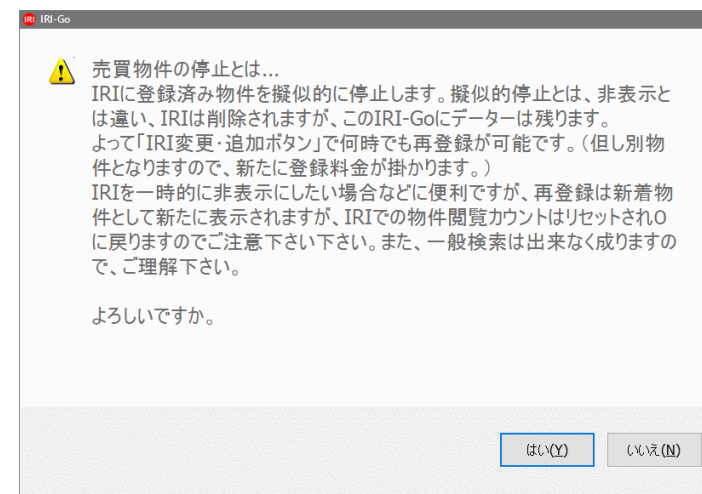 IRI-Go
売買物件の停止とは...
IRIに登録済み物件を擬似的に停止します。擬似的停止とは、非表示と
は違い、IRIは削除されますが、このIRI-Goにデーターは残ります。
よって「IRI変更・追加ボタン」で何時でも再登録が可能です。（但し別物
件となりますので、新たに登録料金が掛かります。）
IRIを一時的に非表示にしたい場合などに便利ですが、再登録は新着物
件として新たに表示されますが、IRIでの物件閲覧カウントはリセットされ0
に戻りますのでご注意下さい下さい。また、一般検索は出来なく成りますの
で、ご理解下さい。
よろしいですか。
はい(Y) いいえ(N)